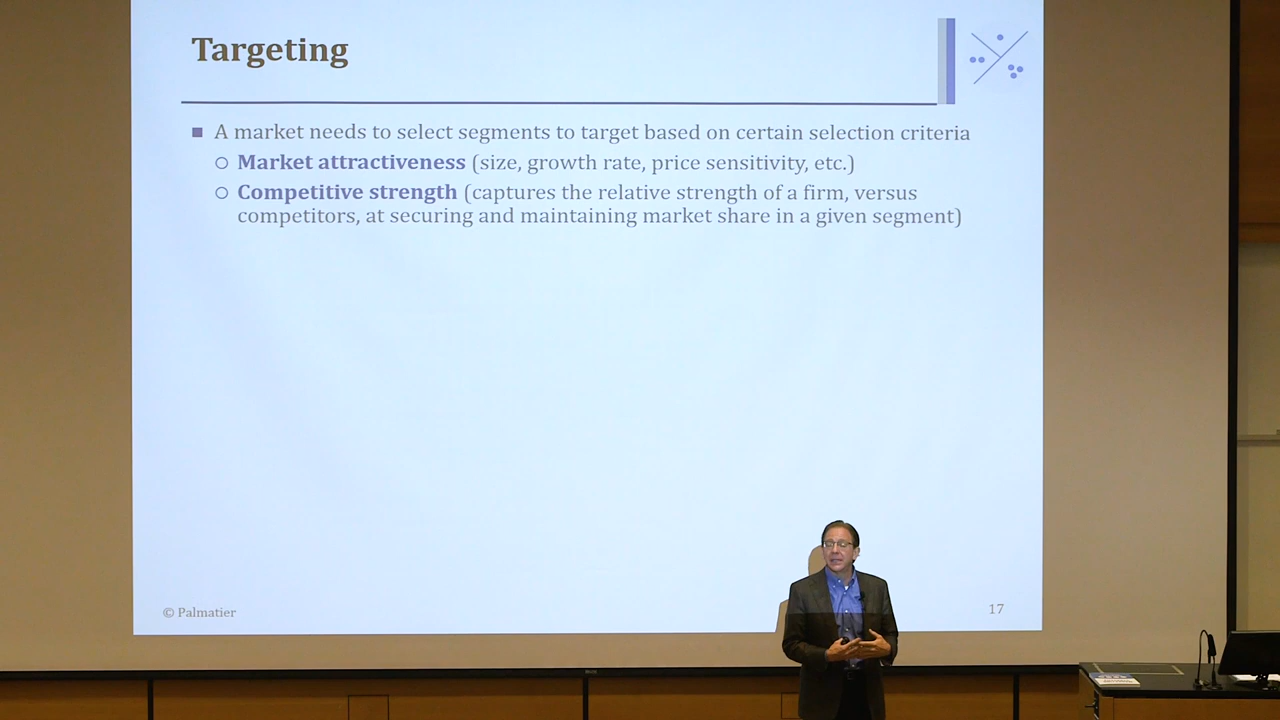 Targeting
A market needs to select segments to target based on certain selection criteria
Market attractiveness (size, growth rate, price sensitivity, etc.)
Competitive strength (captures the relative strength of a firm, versus
competitors, at securing and maintaining market share in a given segment)
© Palmatier
17